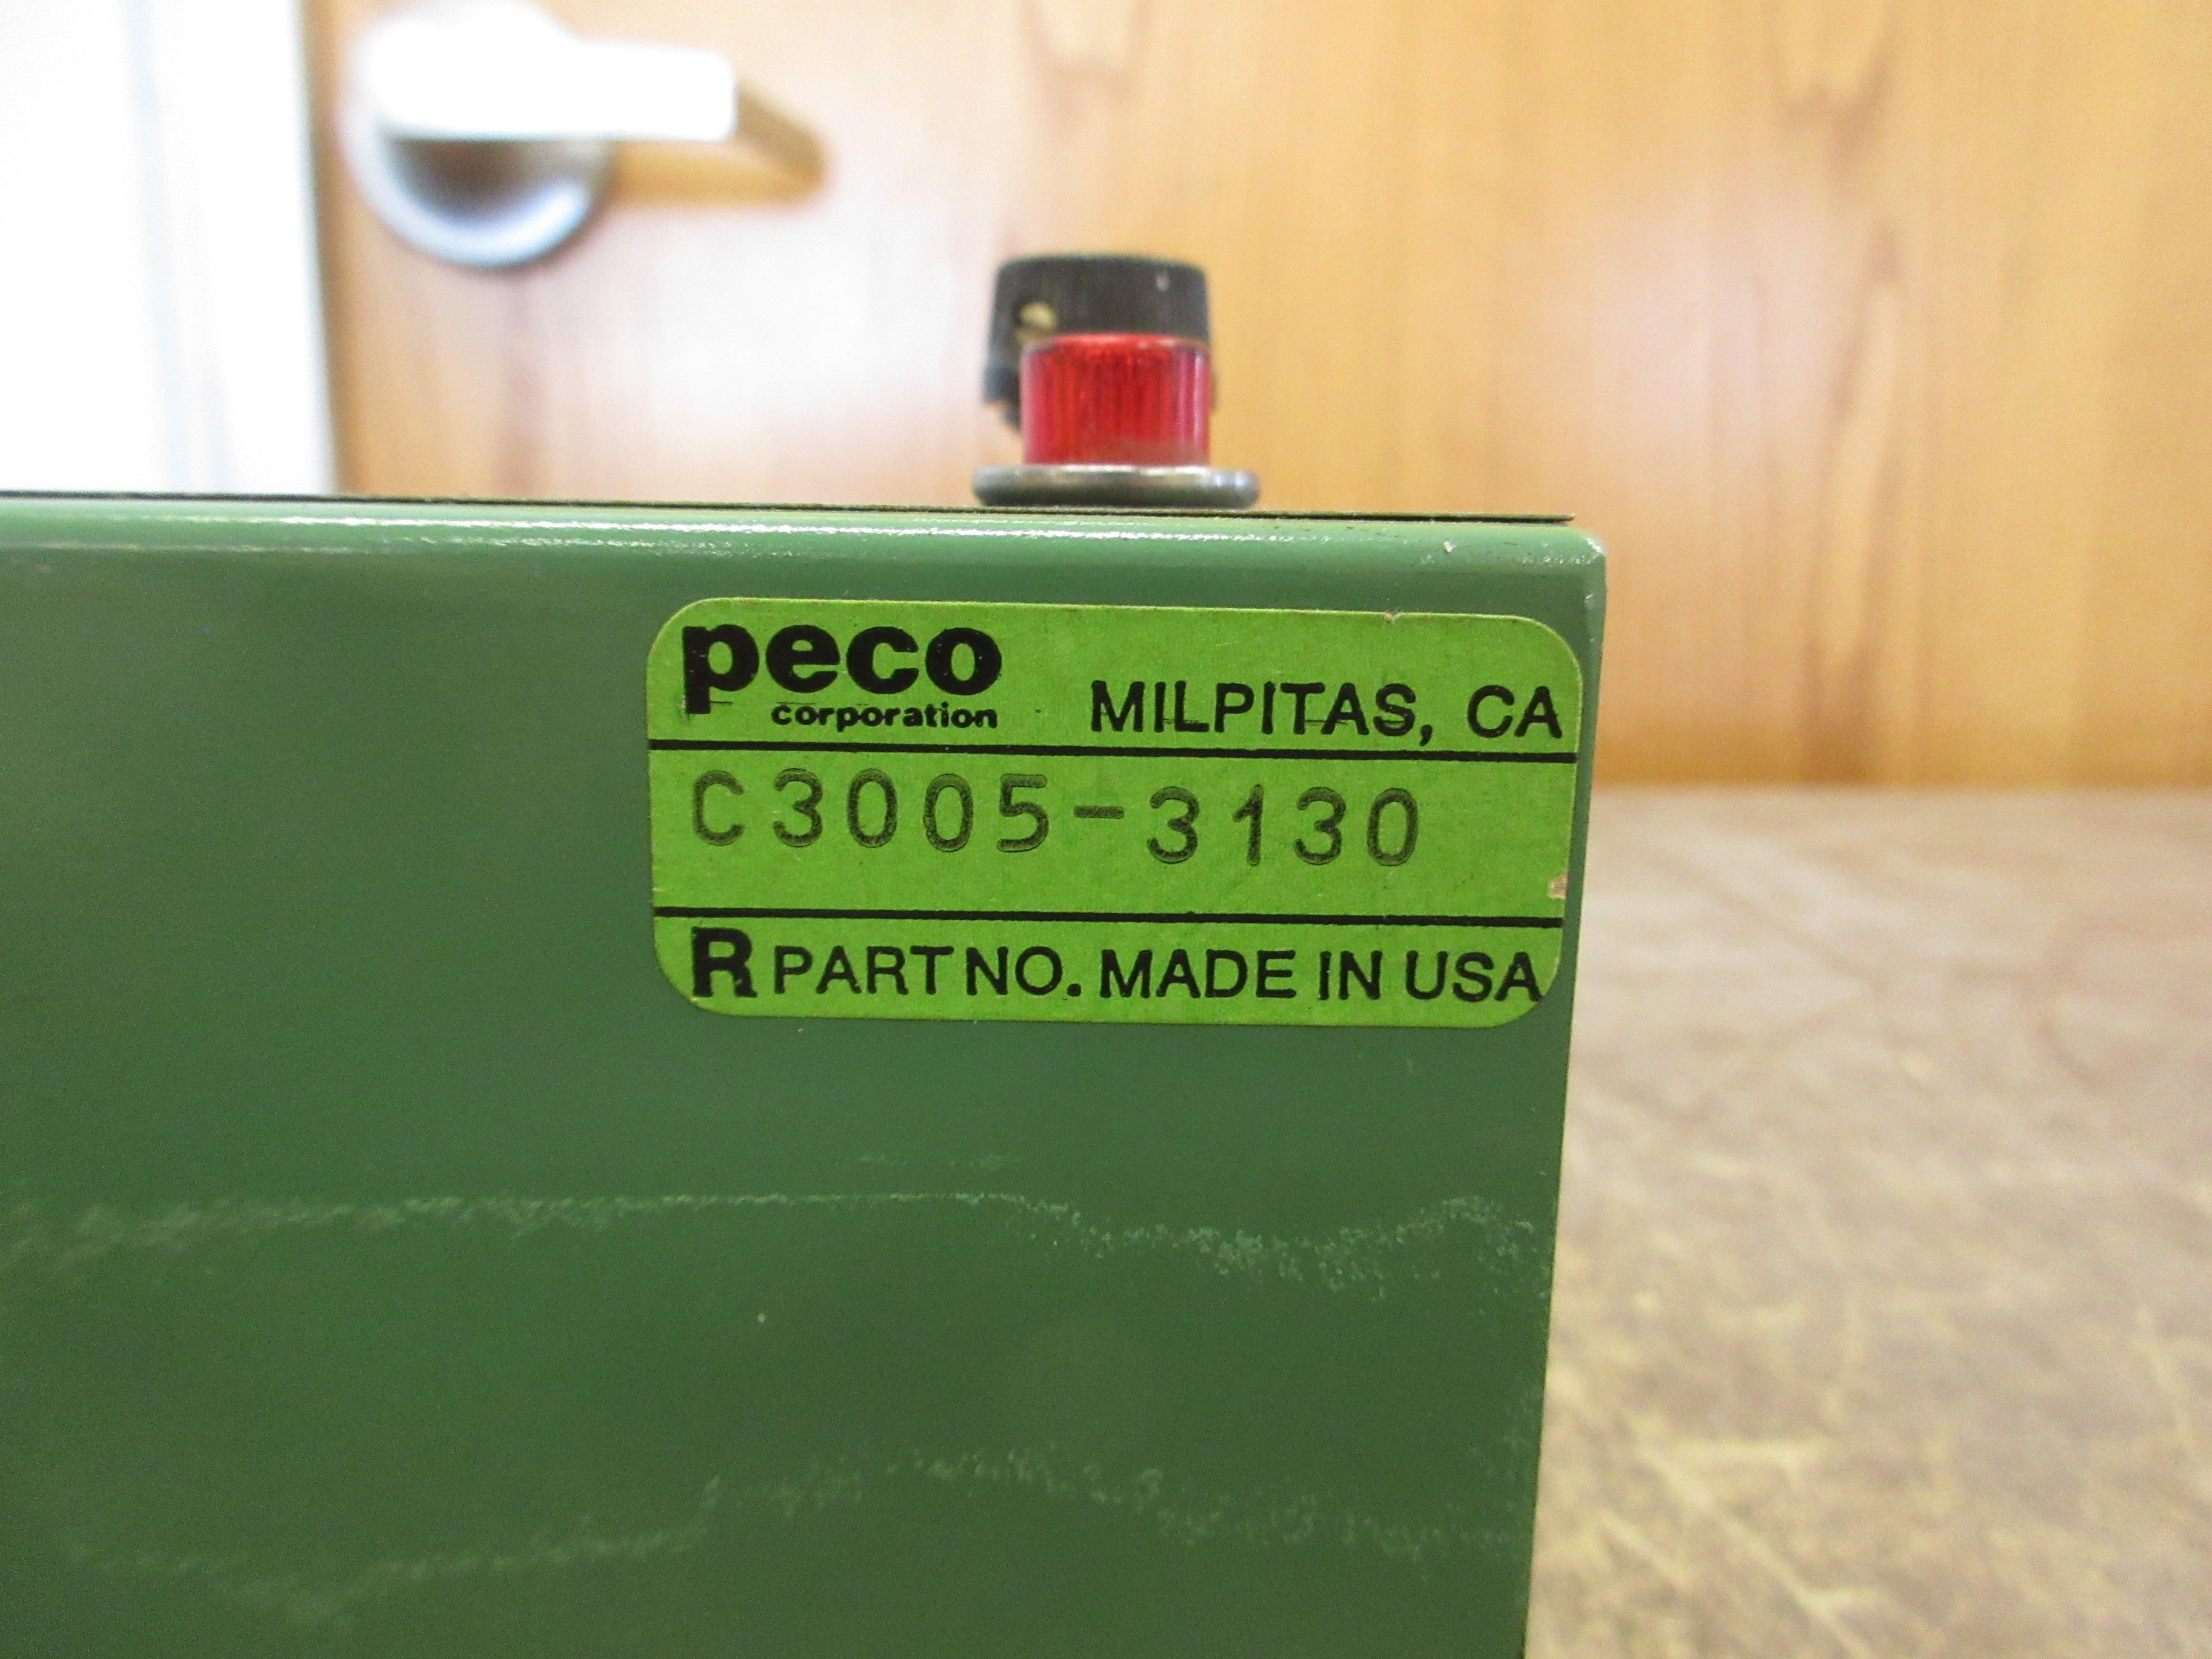 peco
corporation MILPITAS, CA
C3005-3130
R PART NO. MADE IN USA